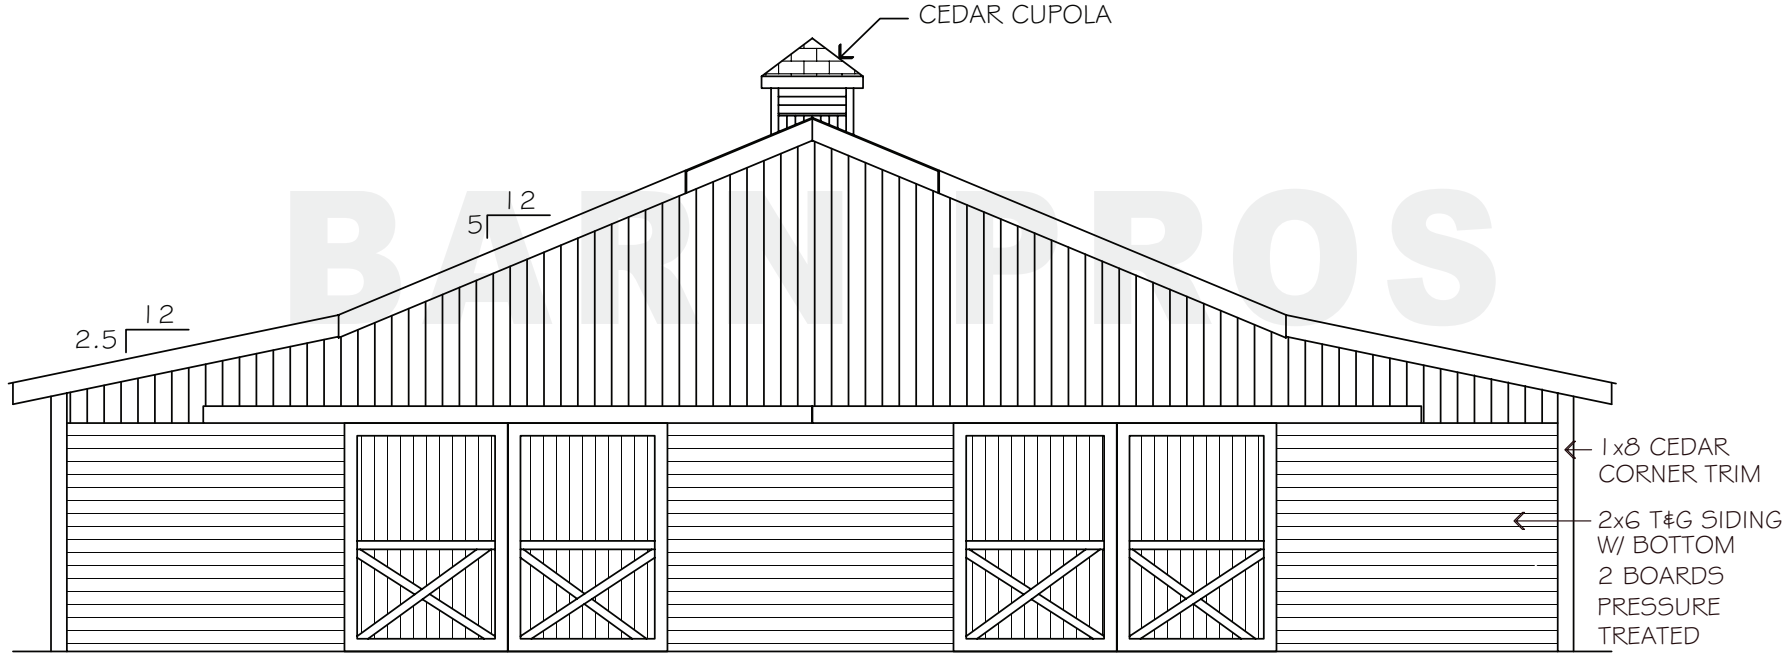 CEDAR CUPOLA
BARN PROS
12
5
12
2.5
1x8 CEDAR
CORNER TRIM
2x6 T&G SIDING
W/ BOTTOM
2 BOARDS
PRESSURE
TREATED